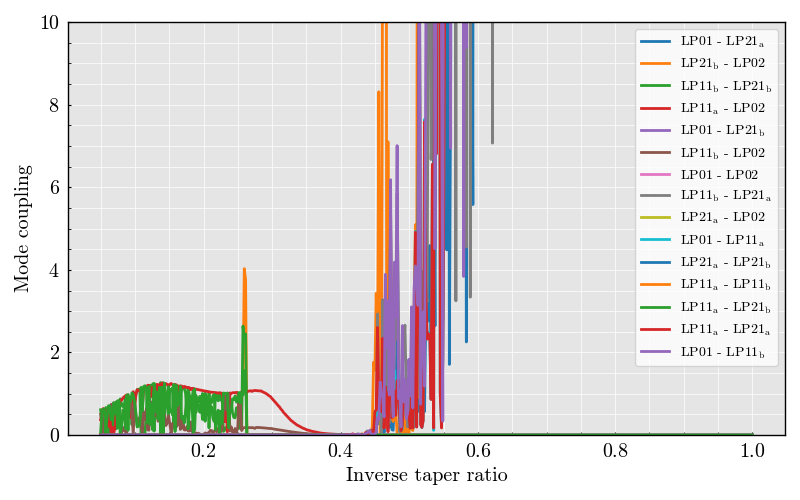 10
8
6
4
2
0
Mode coupling
0.2
0.4
0.6
0.8
1.0
Inverse taper ratio
LP01 - LP21a
LP21b - LP02
LP11b - LP21b
LP11a - LP02
LP01 - LP21b
LP11b - LP02
LP01 - LP02
LP11b - LP21a
LP21a - LP02
LP01 - LP11a
LP21a - LP21b
LP11a - LP11b
LP11a - LP21b
LP11a - LP21a
LP01 - LP11b